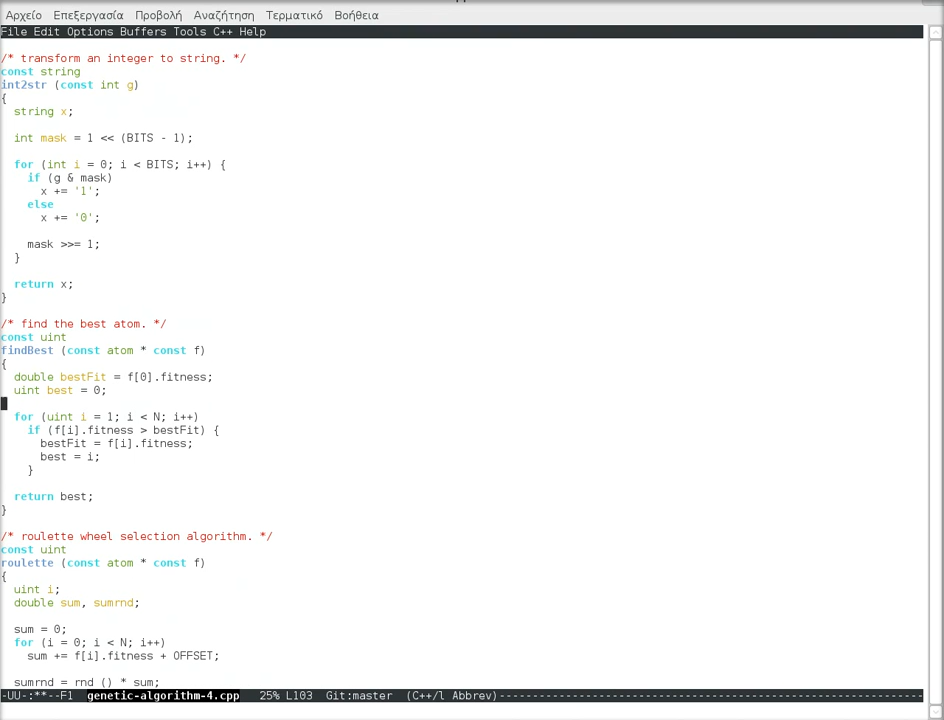 Αρχείο Επεξεργασία Προβολή Αναζήτηση Τερματικό Βοήθεια
File Edit Options Buffers Tools C++ Help
/* transform an integer to string. */
const string
int2str (const int g)
{
  string x;
  int mask = 1 << (BITS - 1);
  for (int i = 0; i < BITS; i++) {
    if (g & mask)
      x += '1';
    else
      x += '0';
    mask >>= 1;
  }
  return x;
}
/* find the best atom. */
const uint
findBest (const atom * const f)
{
  double bestFit = f[0].fitness;
  uint best = 0;
  for (uint i = 1; i < N; i++)
    if (f[i].fitness > bestFit) {
      bestFit = f[i].fitness;
      best = i;
    }
  return best;
}
/* roulette wheel selection algorithm. */
const uint
roulette (const atom * const f)
{
  uint i;
  double sum, sumrnd;
  sum = 0;
  for (i = 0; i < N; i++)
    sum += f[i].fitness + OFFSET;
  sumrnd = rnd () * sum;
-UU-:**--F1  genetic-algorithm-4.cpp   25% L103  Git:master  (C++/l Abbrev)----------------------------------------------------------------